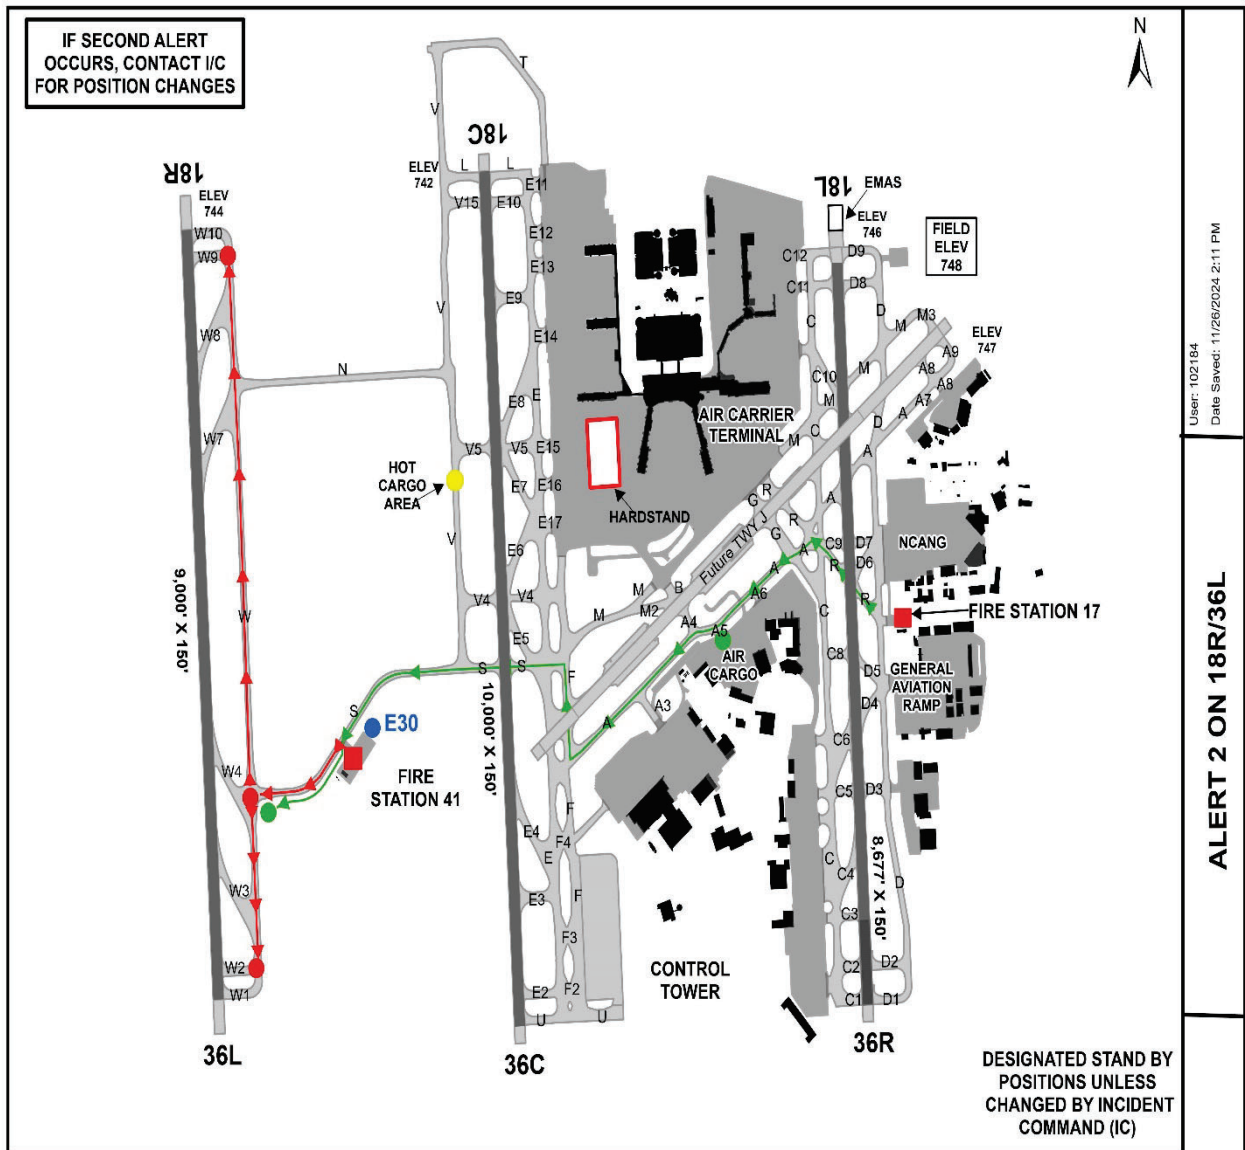 IF SECOND ALERT
OCCURS, CONTACT I/C
FOR POSITION CHANGES
N
T
V
18C
18R
ELEV
742
L
L
E11
ELEV
744
V15
E10
18L
EMAS
ELEV
746
FIELD
ELEV
748
W10
W9
E12
E13
C12
D9
C11
D8
V
E9
D
M3
M
C
W8
E14
ELEV
747
A9
A8
A8
N
M
C10
A7
E8
E
M
A
AIR CARRIER
TERMINAL
C
D
W7
V5
V5
E15
M
A
HOT
CARGO
AREA
E7
E16
R
G
A
HARDSTAND
E17
R
Future TWY J
G
V
E6
C9
D7
NCANG
A
D6
A
R
W
M
B
A6
R
V4
V4
M
M2
C
FIRE STATION 17
A4
A5
9,000' X 150'
E5
AIR
CARGO
C8
S
S
F
D5
GENERAL
AVIATION
RAMP
10,000' X 150'
D4
A3
S
E30
A
C6
W4
FIRE
STATION 41
C5
D3
F
E4
F4
8,677' X 150'
E
C
C4
D
W3
E3
F
C3
F3
CONTROL
TOWER
W2
C2
D2
W1
E2
F2
C1
D1
U
U
36L
36C
36R
DESIGNATED STAND BY
POSITIONS UNLESS
CHANGED BY INCIDENT
COMMAND (IC)
User: 102184
Date Saved: 11/26/2024 2:11 PM
ALERT 2 ON 18R/36L